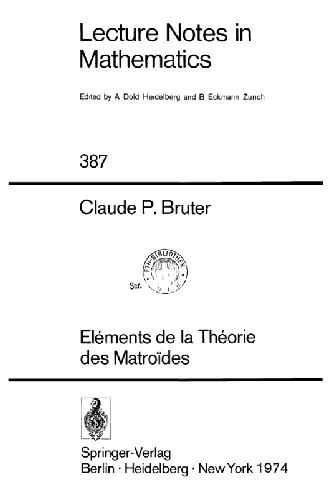 Lecture Notes in
Mathematics
Edited by A Dold Heidelberg and B Eckmann Zurich
387
Claude P. Bruter
Eléments de la Théorie
des Matroïdes
Springer-Verlag
Berlin · Heidelberg · New York 1974